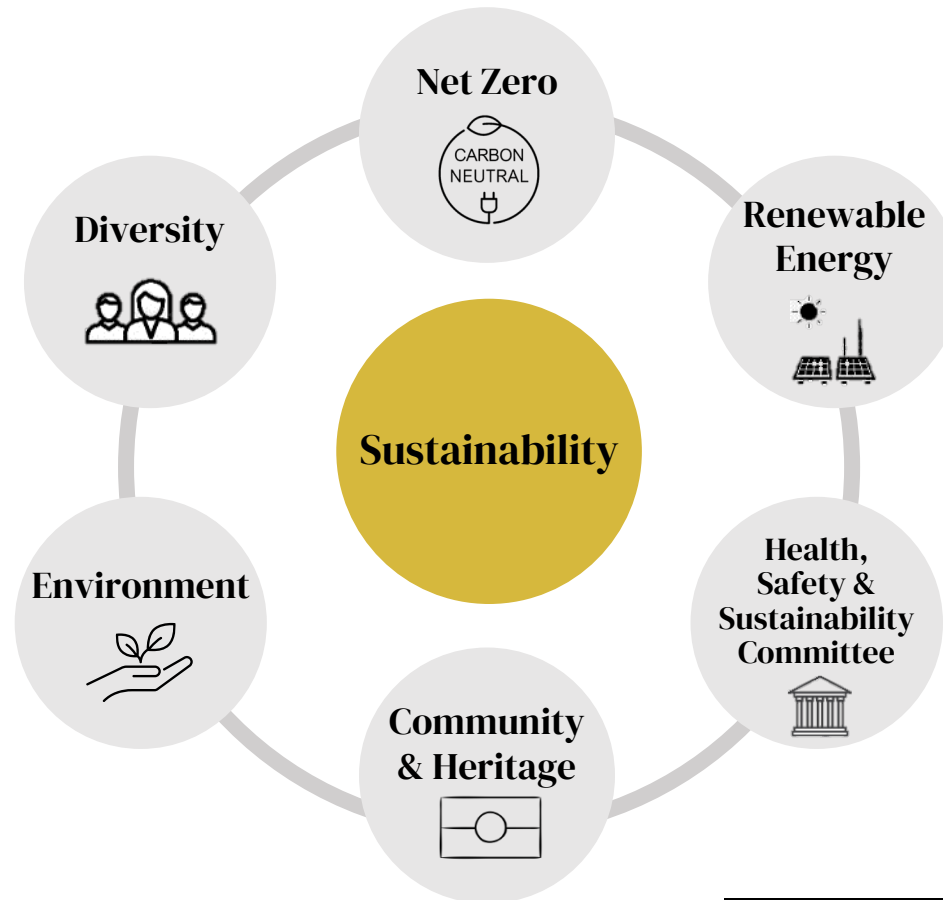 Net Zero
CARBON
NEUTRAL
Renewable
Energy
Health,
Safety &
Sustainability
Committee
Community
& Heritage
Environment
Diversity
Sustainability